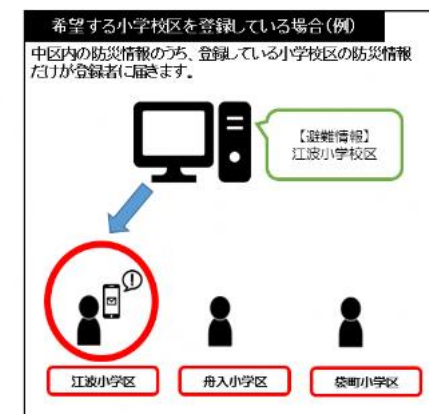 希望する小学校区を登録している場合(例)
中区内の防災情報のうち、登録している小学校区の防災情報
だけが登録者に届きます。
【避難情報】
江波小学校区
江波小学区
舟入小学区
袋町小学区